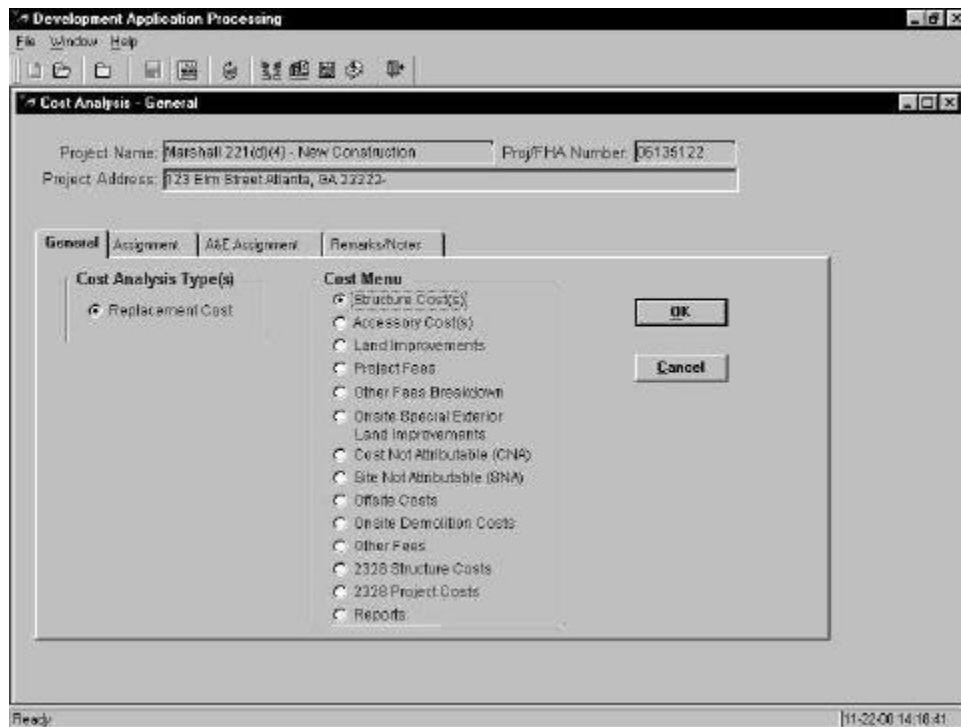 Development Application Processing
File Window Help
Cost Analysis - General
Project Name: Marshall 221(d)(4) - New Construction Proj/FHA Number: 06135122
Project Address: 123 Elm Street Atlanta, GA 22222-
General Assignment A&E Assignment Remarks/Notes
Cost Analysis Type(s) Cost Menu
Replacement Cost
Structure Cost(s)
Accessory Cost(s)
Land Improvements
Project Fees
Other Fees Breakdown
Onsite Special Exterior
Land Improvements
Cost Not Attributable (CNA)
Site Not Attributable (SNA)
Offsite Costs
Onsite Demolition Costs
Other Fees
2328 Structure Costs
2328 Project Costs
Reports
OK
Cancel
Ready 11-22-00 14:16:41